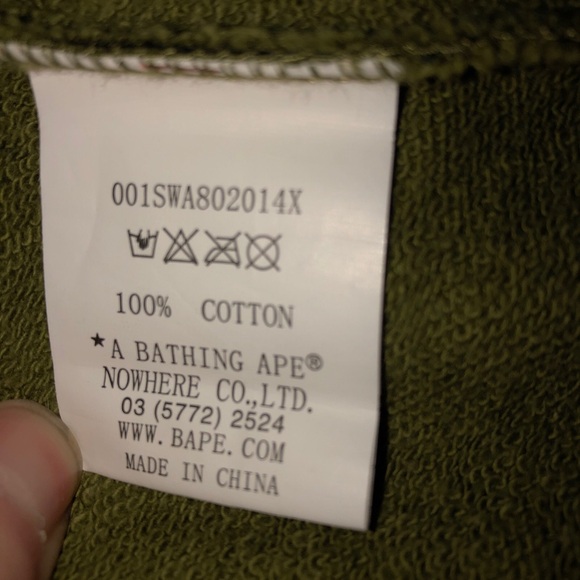 001SWA802014X
100% COTTON
★A BATHING APE®
NOWHERE CO.,LTD.
03 (5772) 2524
WWW.BAPE.COM
MADE IN CHINA